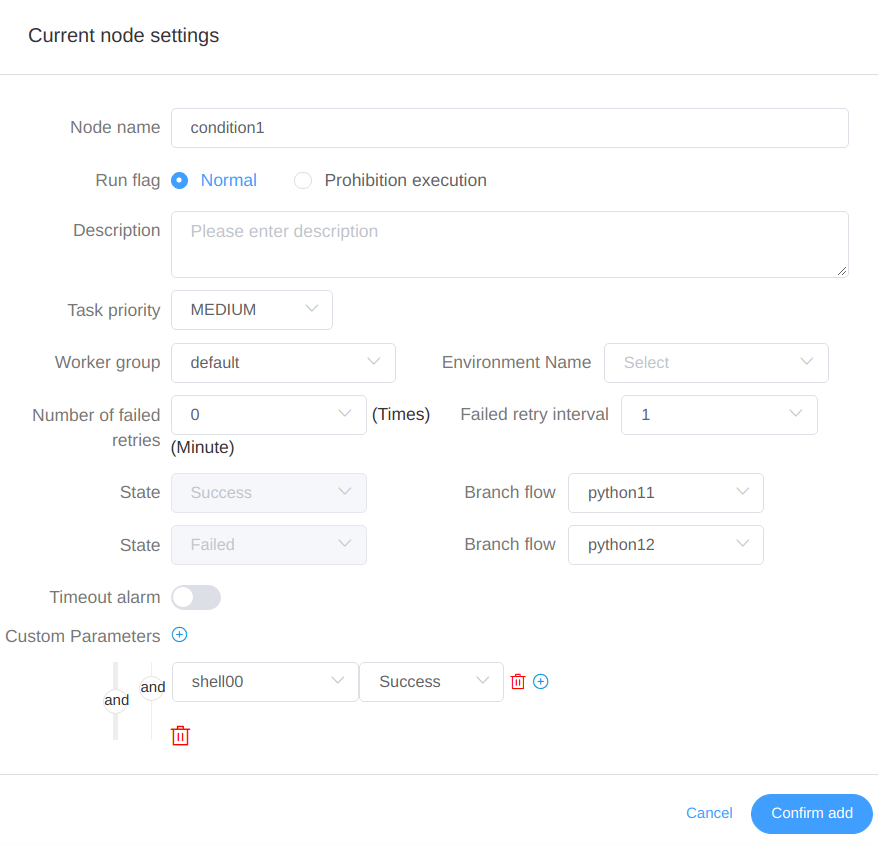 Current node settings
Node name condition1
Run flag Normal Prohibition execution
Description Please enter description
Task priority MEDIUM
Worker group default Environment Name Select
Number of failed retries 0 (Times) Failed retry interval 1
(Minute)
State Success Branch flow python11
State Failed Branch flow python12
Timeout alarm
Custom Parameters
and and shell00 Success
Cancel Confirm add